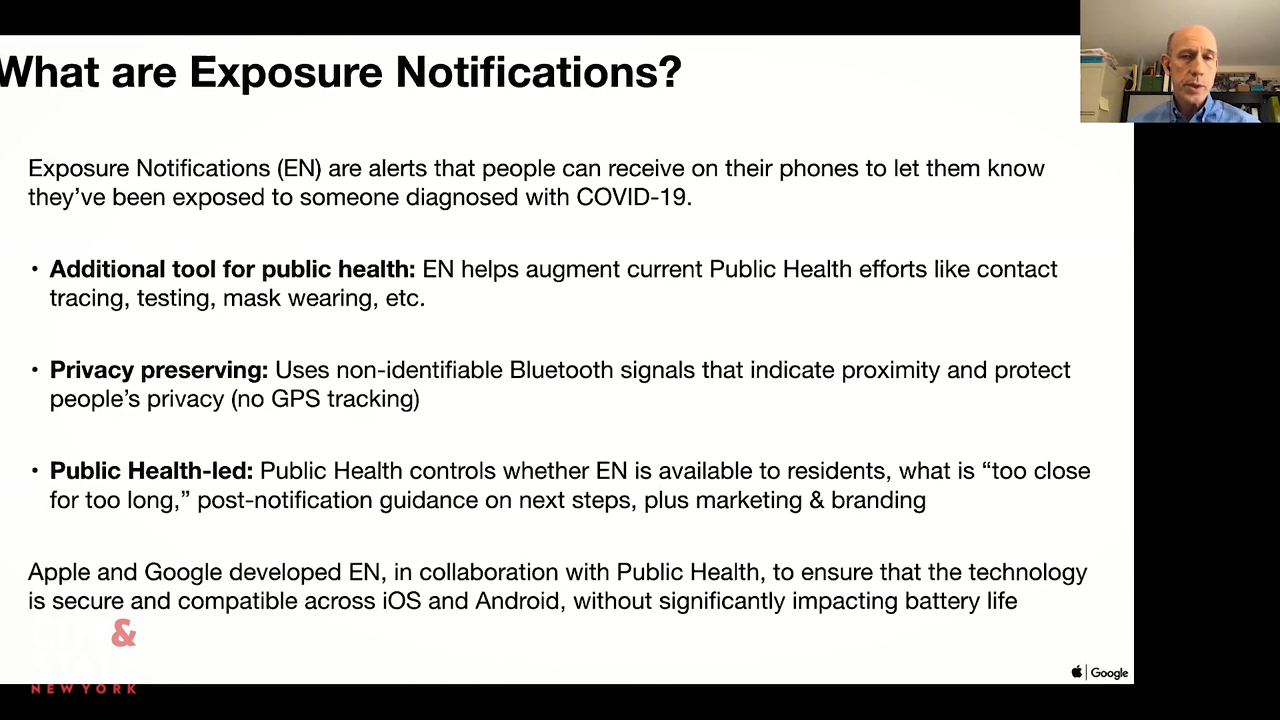 What are Exposure Notifications?
Exposure Notifications (EN) are alerts that people can receive on their phones to let them know
they’ve been exposed to someone diagnosed with COVID-19.
• Additional tool for public health: EN helps augment current Public Health efforts like contact
tracing, testing, mask wearing, etc.
• Privacy preserving: Uses non-identifiable Bluetooth signals that indicate proximity and protect
people’s privacy (no GPS tracking)
• Public Health-led: Public Health controls whether EN is available to residents, what is “too close
for too long,” post-notification guidance on next steps, plus marketing & branding
Apple and Google developed EN, in collaboration with Public Health, to ensure that the technology
is secure and compatible across iOS and Android, without significantly impacting battery life
CITY &
STATE
NEW YORK
Google